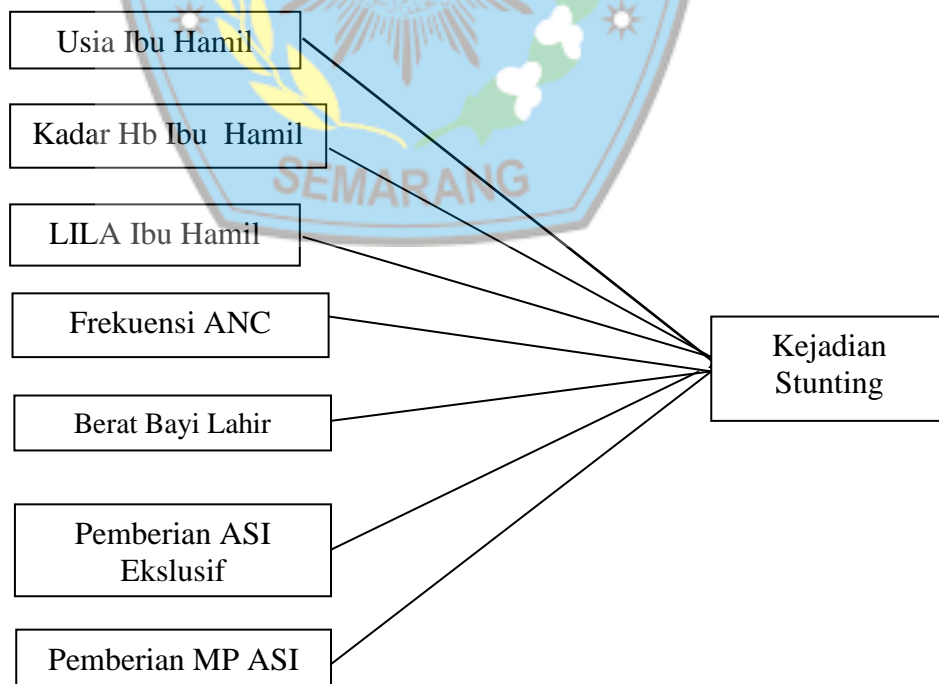 Usia Ibu Hamil
Kadar Hb Ibu Hamil
SEMARANG
LILA Ibu Hamil
Frekuensi ANC
Kejadian
Stunting
Berat Bayi Lahir
Pemberian ASI
Ekslusif
Pemberian MP ASI